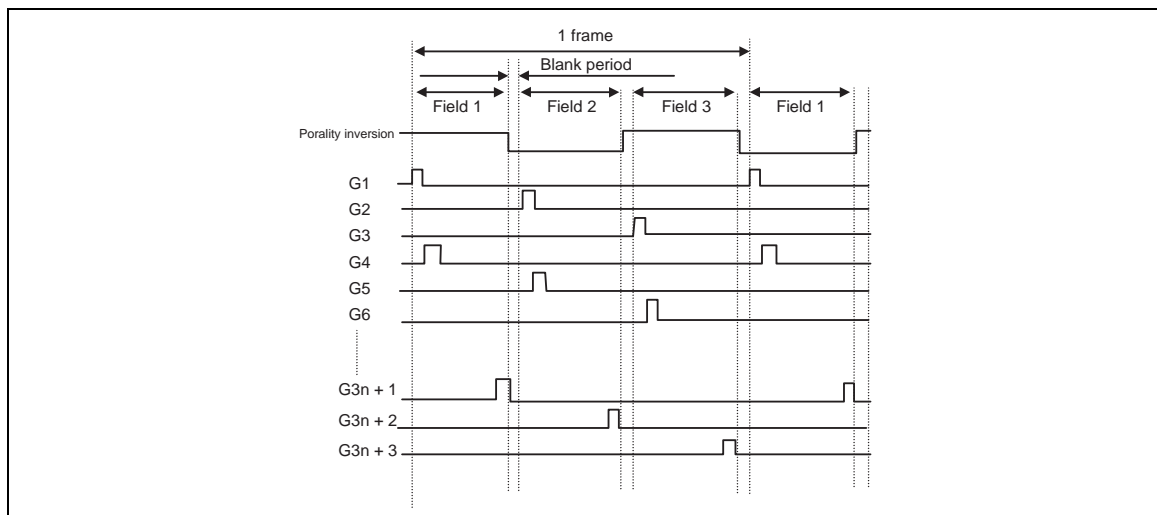 1 frame
Blank period
Field 1 Field 2 Field 3 Field 1
Porality inversion
G1
G2
G3
G4
G5
G6
G3n + 1
G3n + 2
G3n + 3